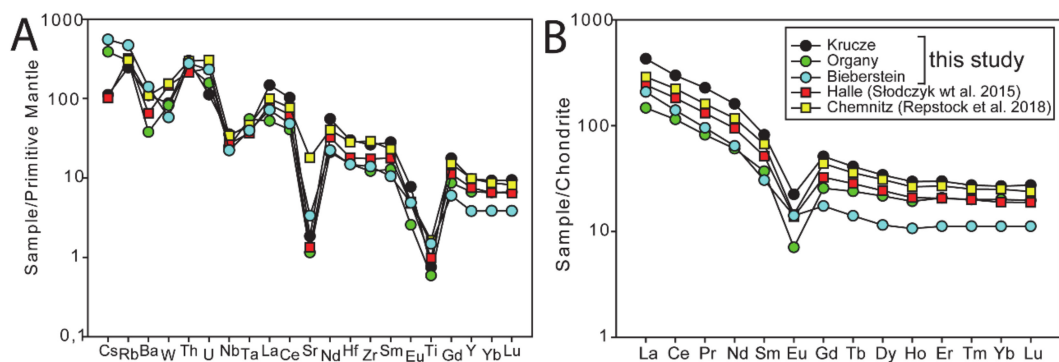 A
Sample/Primitive Mantle
1000
100
10
1
0,1
Cs Rb Ba W Th U Nb Ta La Ce Sr Nd Hf Zr Sm Eu Ti Gd Y Yb Lu
B
Sample/Chondrite
1000
100
10
1
La Ce Pr Nd Sm Eu Gd Tb Dy Ho Er Tm Yb Lu
Krucze
Organy
Bieberstein
this study
Halle (Słodczyk wt al. 2015)
Chemnitz (Repstock et al. 2018)